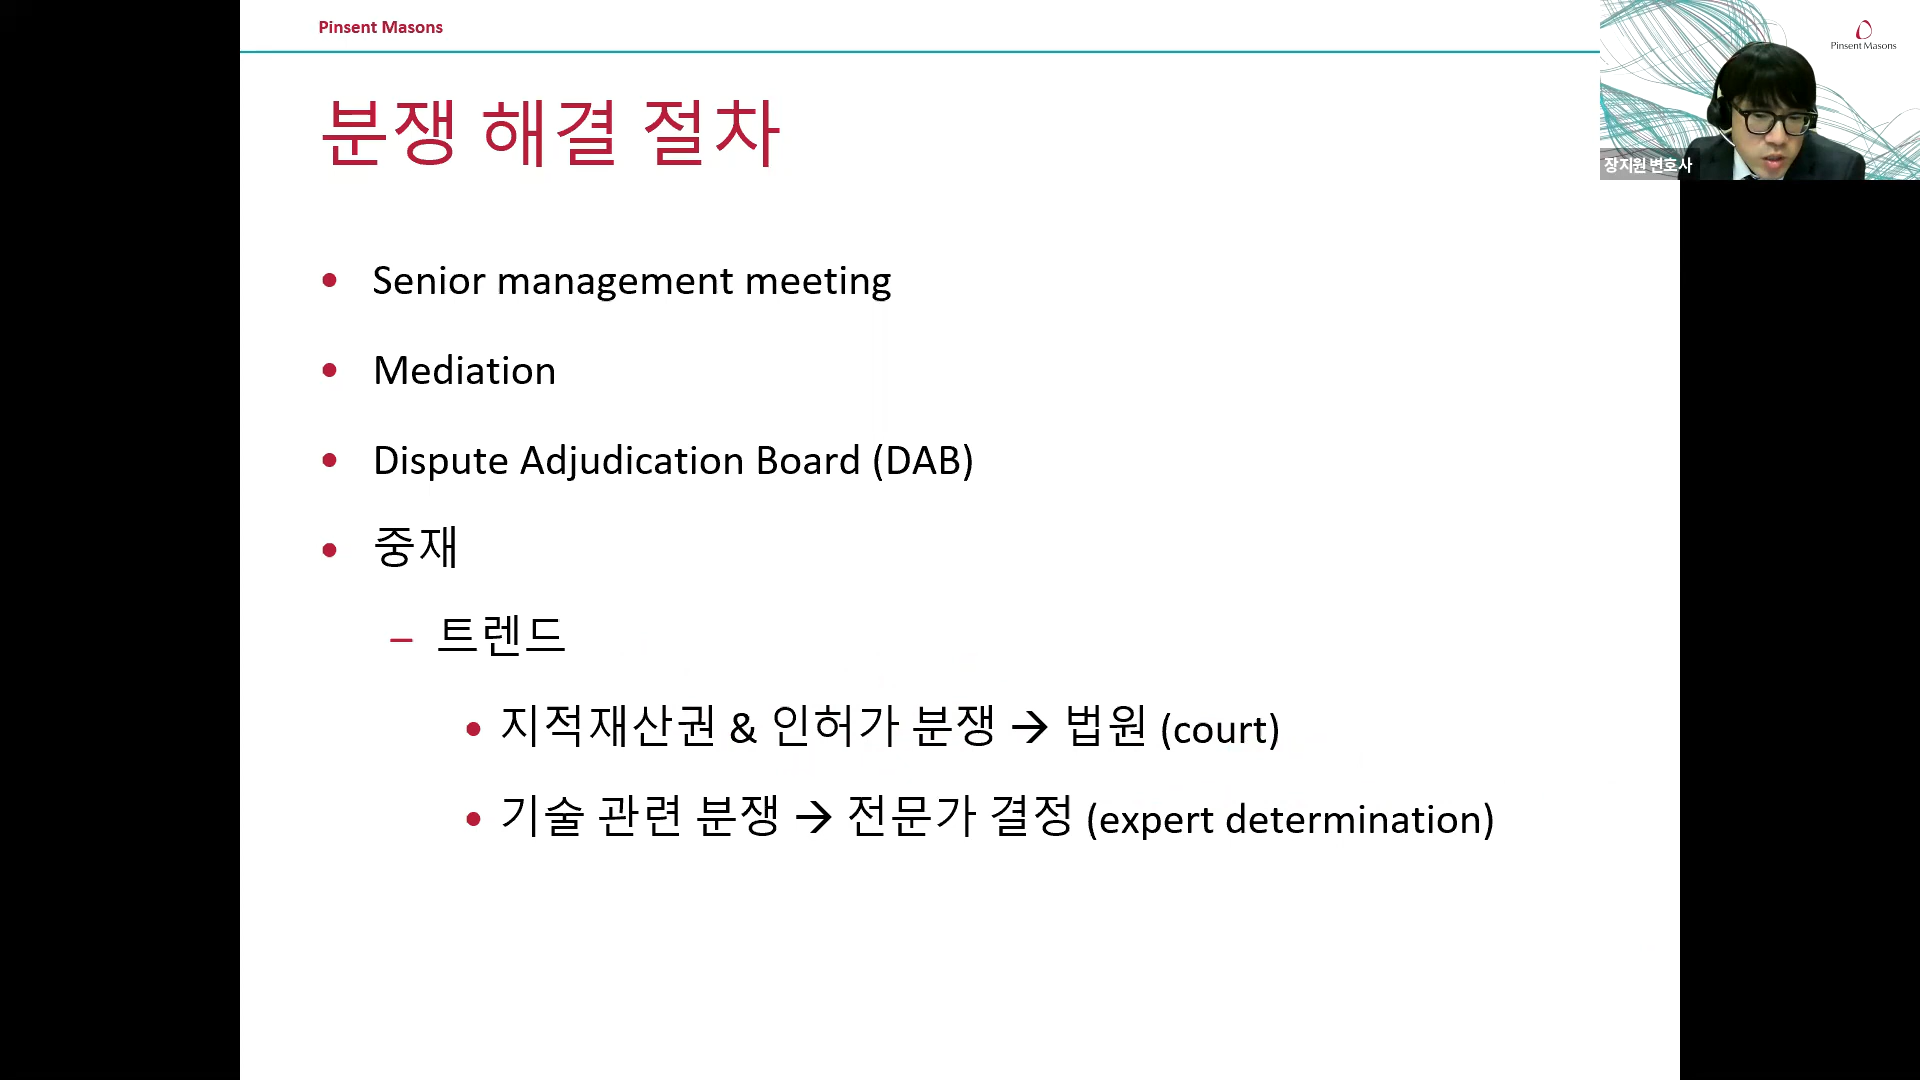 Pinsent Masons
Pinsent Masons
분쟁 해결 절차
장지원 변호사
• Senior management meeting
• Mediation
• Dispute Adjudication Board (DAB)
• 중재
– 트렌드
• 지적재산권 & 인허가 분쟁 → 법원 (court)
• 기술 관련 분쟁 → 전문가 결정 (expert determination)